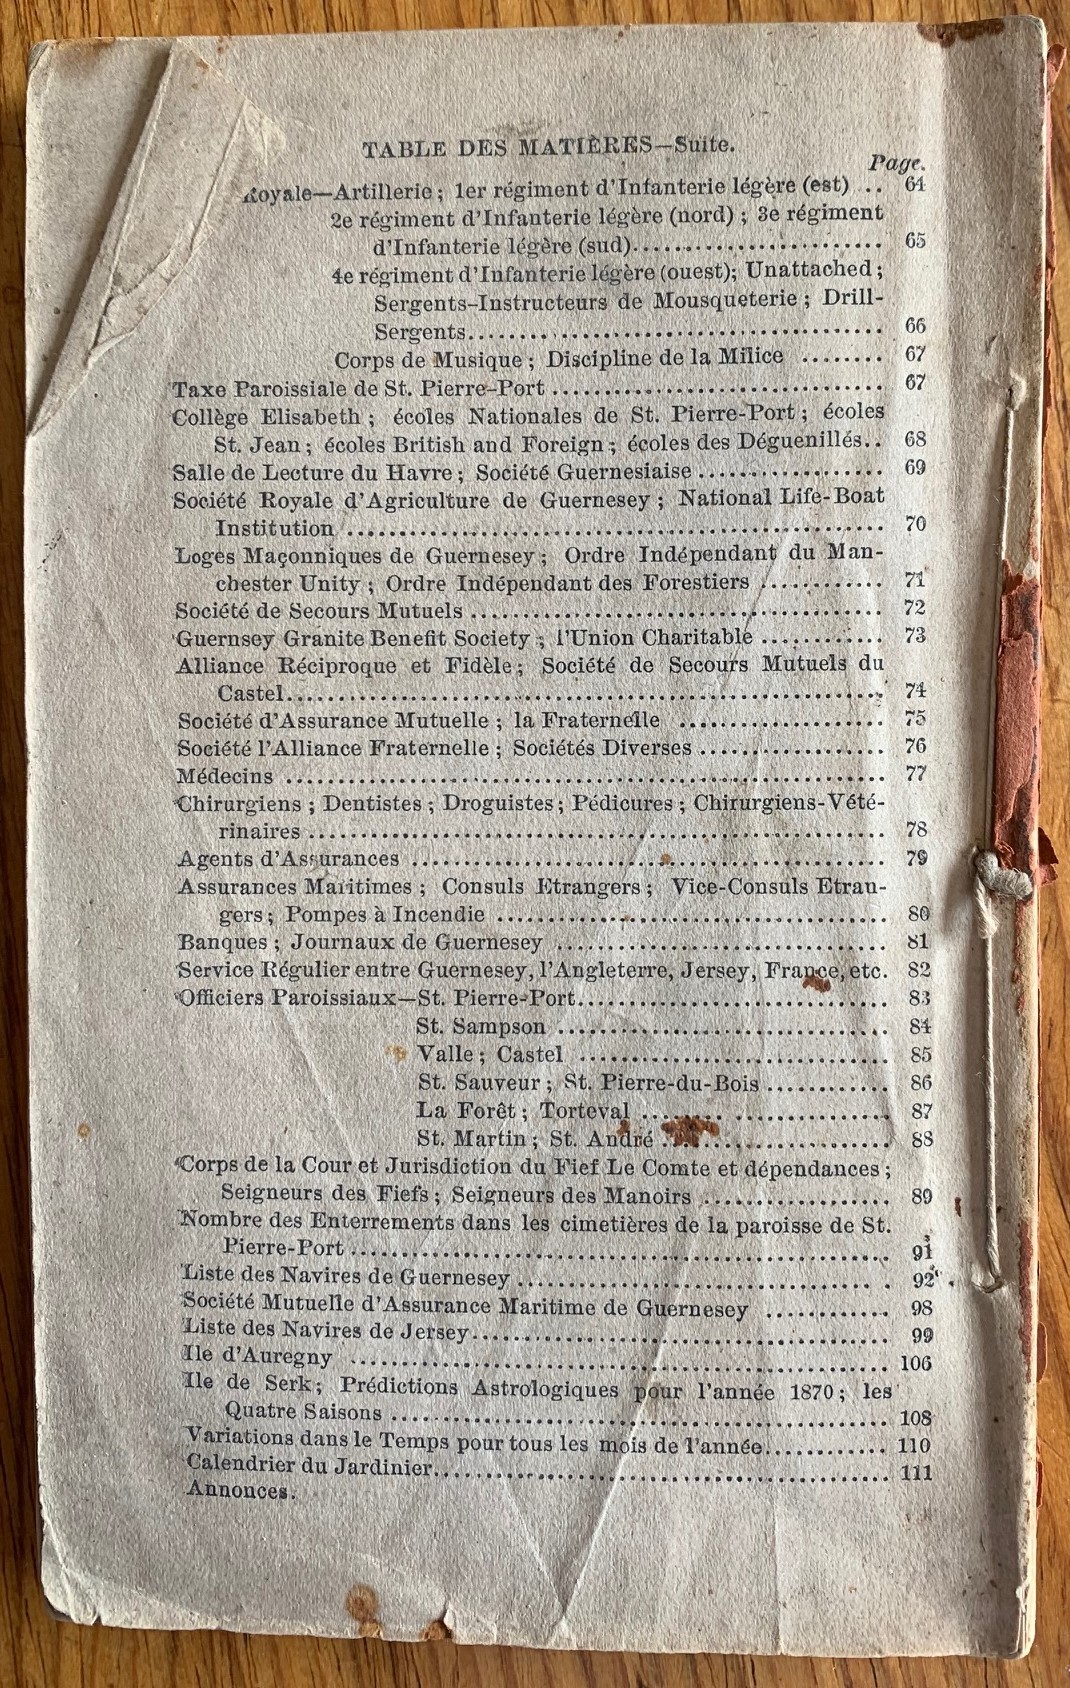 TABLE DES MATIÈRES—Suite.
Page.
Royale—Artillerie; 1er régiment d'Infanterie légère (est) .. 64
2e régiment d'Infanterie légère (nord); 3e régiment
d'Infanterie légère (sud)........................ 65
4e régiment d'Infanterie légère (ouest); Unattached;
Sergents-Instructeurs de Mousqueterie; Drill-
Sergents........................................ 66
Corps de Musique; Discipline de la Milice ........ 67
Taxe Paroissiale de St. Pierre-Port ................................ 67
Collège Elisabeth; écoles Nationales de St. Pierre-Port; écoles
St. Jean; écoles British and Foreign; écoles des Déguenillés.. 68
Salle de Lecture du Havre; Société Guernesiaise .................. 69
Société Royale d'Agriculture de Guernesey; National Life-Boat
Institution .................................................... 70
Loges Maçonniques de Guernesey; Ordre Indépendant du Man-
chester Unity; Ordre Indépendant des Forestiers ............ 71
Société de Secours Mutuels ........................................ 72
Guernsey Granite Benefit Society; l'Union Charitable ............ 73
Alliance Réciproque et Fidèle; Société de Secours Mutuels du
Castel.......................................................... 74
Société d'Assurance Mutuelle; la Fraternelle .................... 75
Société l'Alliance Fraternelle; Sociétés Diverses .................. 76
Médecins .......................................................... 77
Chirurgiens; Dentistes; Droguistes; Pédicures; Chirurgiens-Vété-
rinaires ........................................................ 78
Agents d'Assurances .............................................. 79
Assurances Maritimes; Consuls Etrangers; Vice-Consuls Etrau-
gers; Pompes à Incendie ...................................... 80
Banques; Journaux de Guernesey ................................ 81
Service Régulier entre Guernesey, l'Angleterre, Jersey, France, etc. 82
Officiers Paroissiaux—St. Pierre-Port.............................. 83
St. Sampson ................................ 84
Valle; Castel .............................. 85
St. Sauveur; St. Pierre-du-Bois ............ 86
La Forêt; Torteval ........ .................. 87
St. Martin; St. André ........................ 88
Corps de la Cour et Jurisdiction du Fief Le Comte et dépendances;
Seigneurs des Fiefs; Seigneurs des Manoirs .................. 89
Nombre des Enterrements dans les cimetières de la paroisse de St.
Pierre-Port .................................................... 91
Liste des Navires de Guernesey .................................. . 92
Société Mutuelle d'Assurance Maritime de Guernesey ............ 98
Liste des Navires de Jersey........................................ 99
Ile d'Auregny .................................................... 106
Ile de Serk; Prédictions Astrologiques pour l'année 1870; les
Quatre Saisons ................................................ 108
Variations dans le Temps pour tous les mois de l'année............ 110
Calendrier du Jardinier............................................ 111
Annonces.